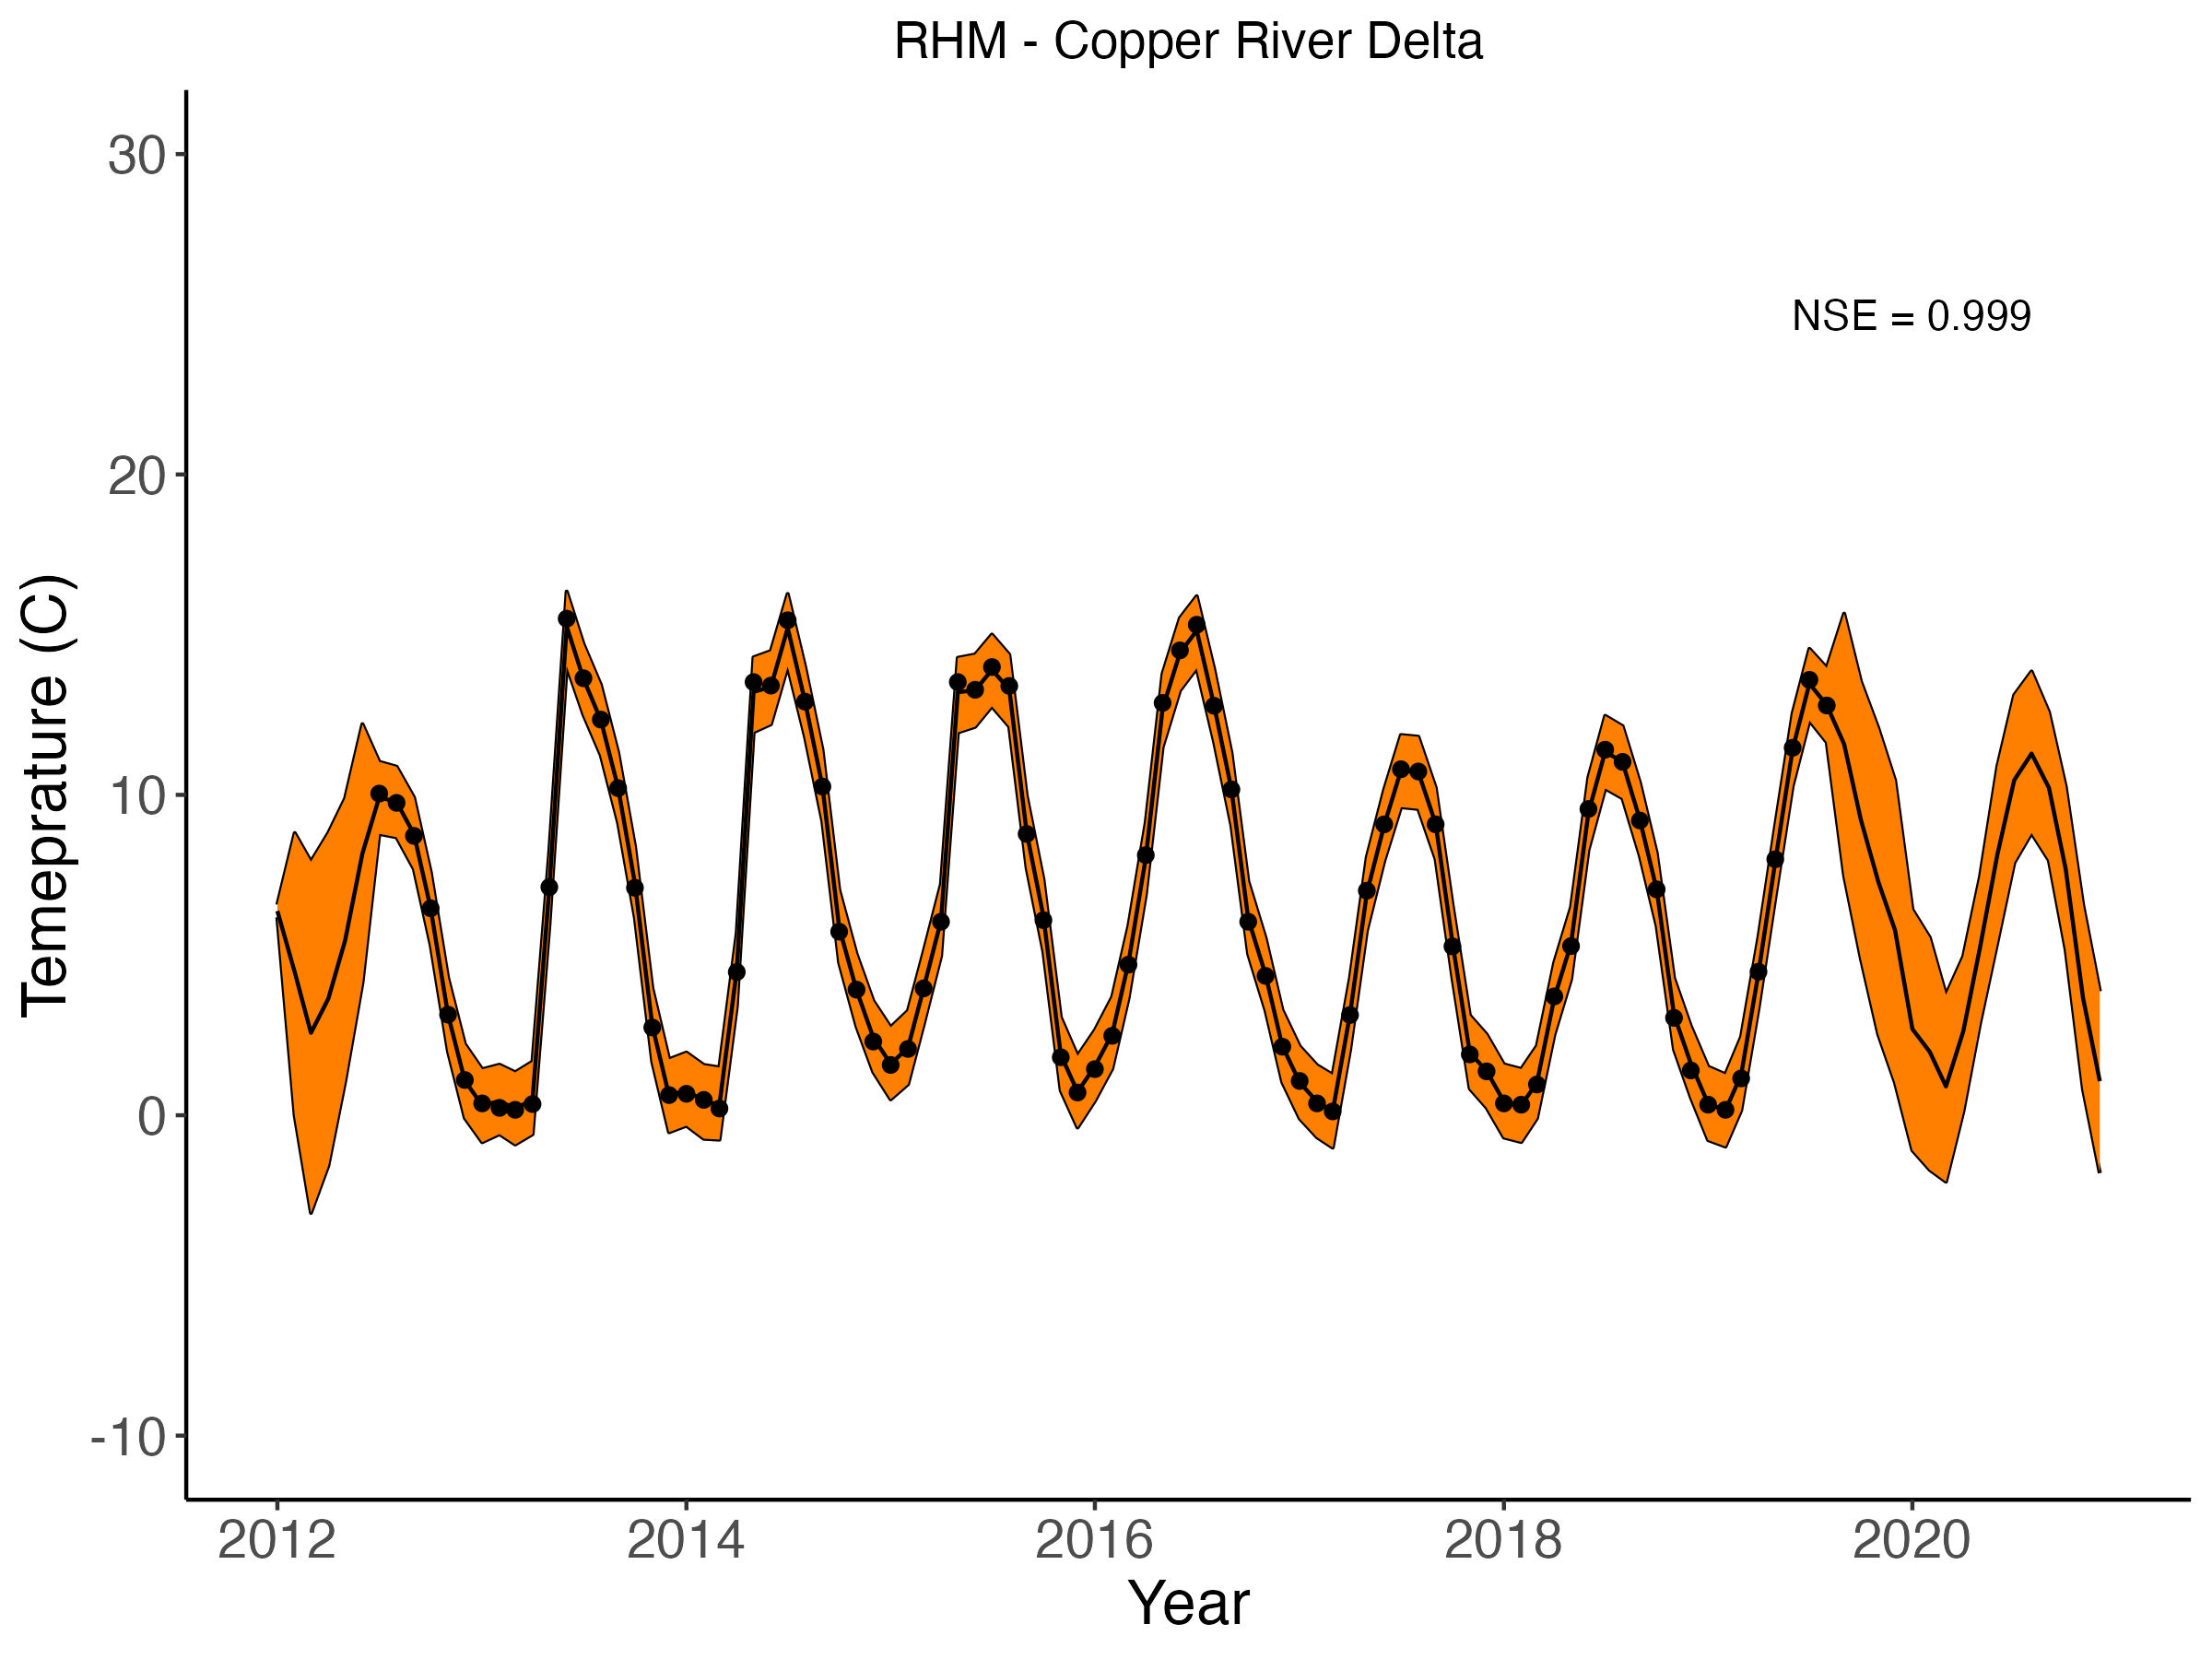 RHM - Copper River Delta
30
20
10
0
-10
Temeprature (C)
NSE = 0.999
2012
2014
2016
2018
2020
Year